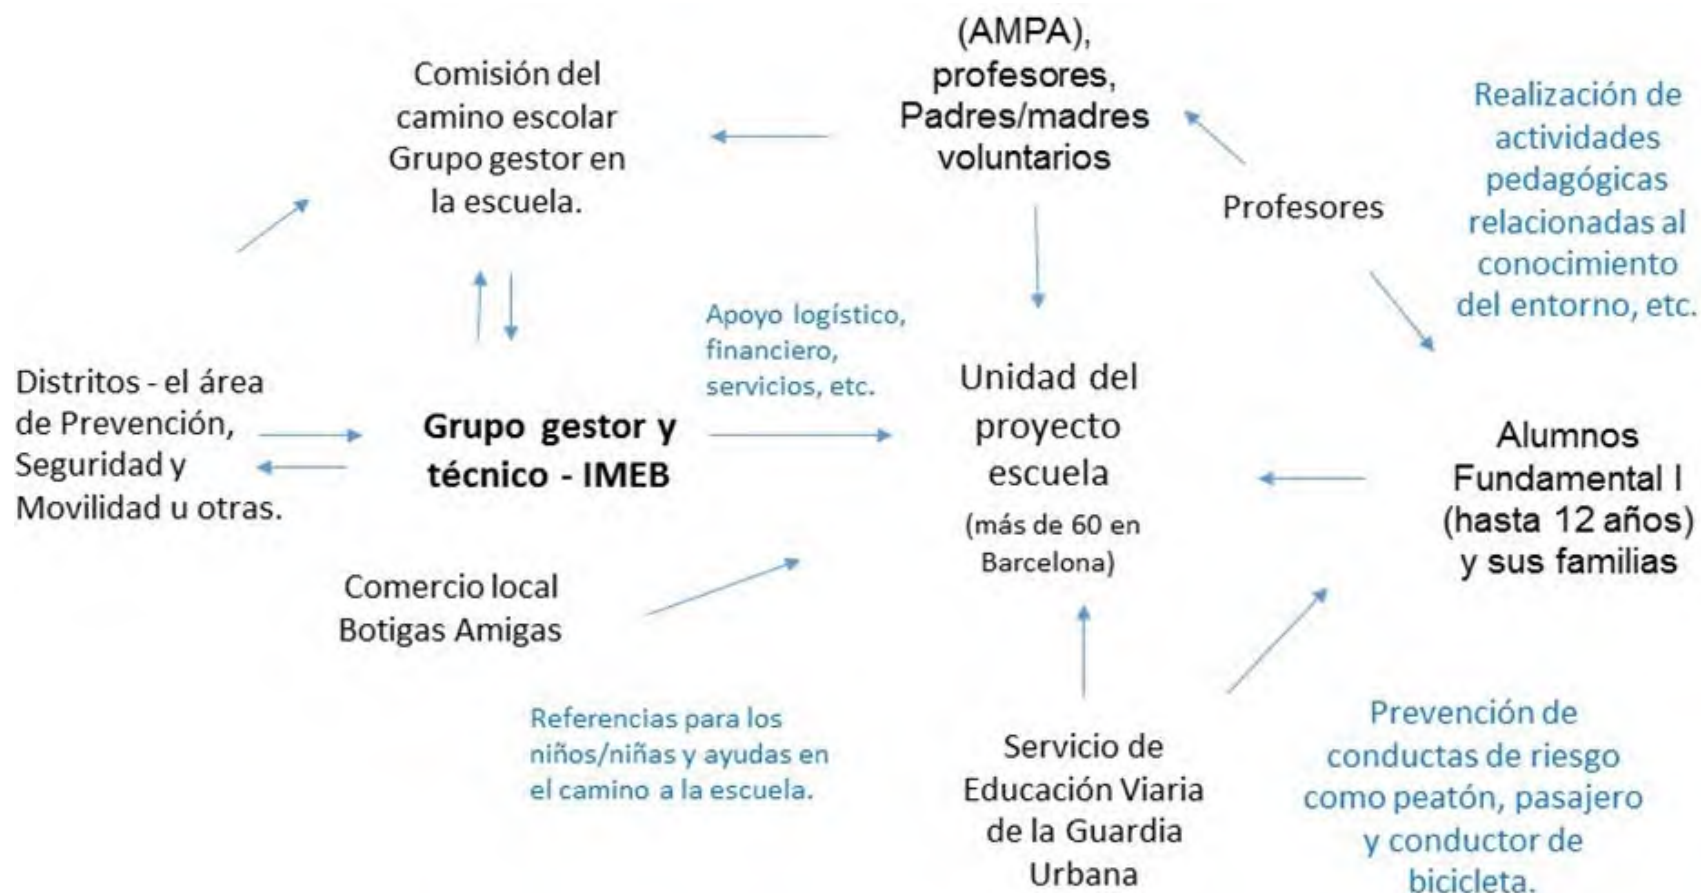 (AMPA),
profesores,
Padres/madres
voluntarios
Comisión del
camino escolar
Grupo gestor en
la escuela.
Realización de
actividades
pedagógicas
relacionadas al
conocimiento
del entorno, etc.
Profesores
Apoyo logístico,
financiero,
servicios, etc.
Distritos - el área
de Prevención,
Seguridad y
Movilidad u otras.
Grupo gestor y
técnico - IMEB
Unidad del
proyecto
escuela
(más de 60 en
Barcelona)
Alumnos
Fundamental I
(hasta 12 años)
y sus familias
Comercio local
Botigas Amigas
Referencias para los
niños/niñas y ayudas en
el camino a la escuela.
Servicio de
Educación Viaria
de la Guardia
Urbana
Prevención de
conductas de riesgo
como peatón, pasajero
y conductor de
bicicleta.